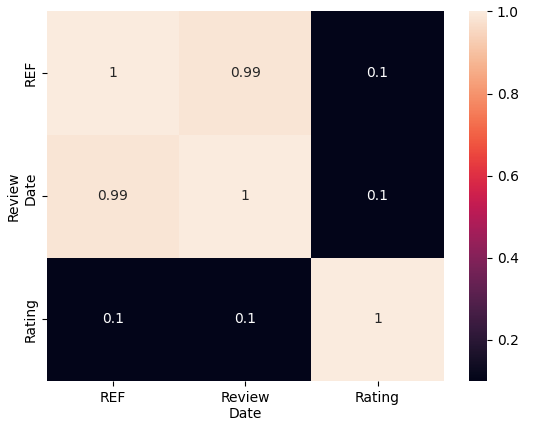 REF
1
0.99
0.1
Review
Date
0.99
1
0.1
Rating
0.1
0.1
1
REF
Review
Date
Rating
1.0
0.8
0.6
0.4
0.2